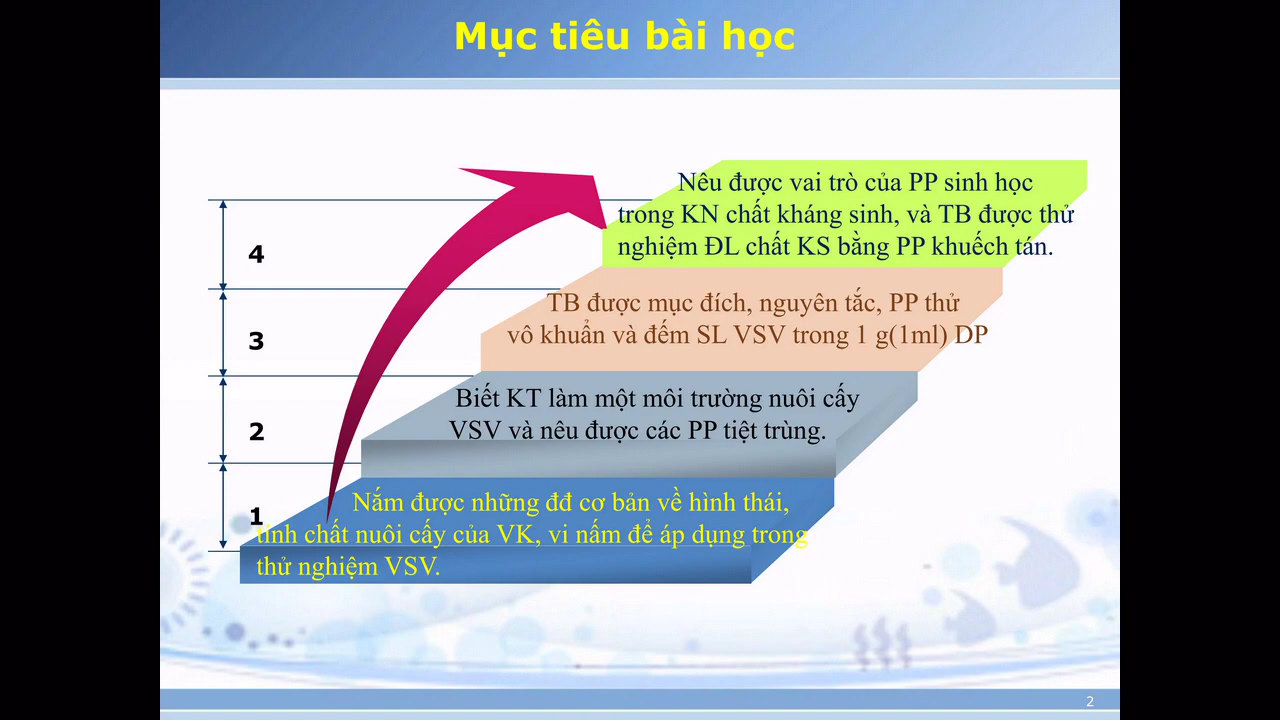 Mục tiêu bài học
Nêu được vai trò của PP sinh học
trong KN chất kháng sinh, và TB được thử
nghiệm ĐL chất KS bằng PP khuếch tán.
4
TB được mục đích, nguyên tắc, PP thử
vô khuẩn và đếm SL VSV trong 1 g(1ml) DP
3
Biết KT làm một môi trường nuôi cấy
VSV và nêu được các PP tiệt trùng.
2
Nắm được những đđ cơ bản về hình thái,
tính chất nuôi cấy của VK, vi nấm để áp dụng trong
thử nghiệm VSV.
1
2